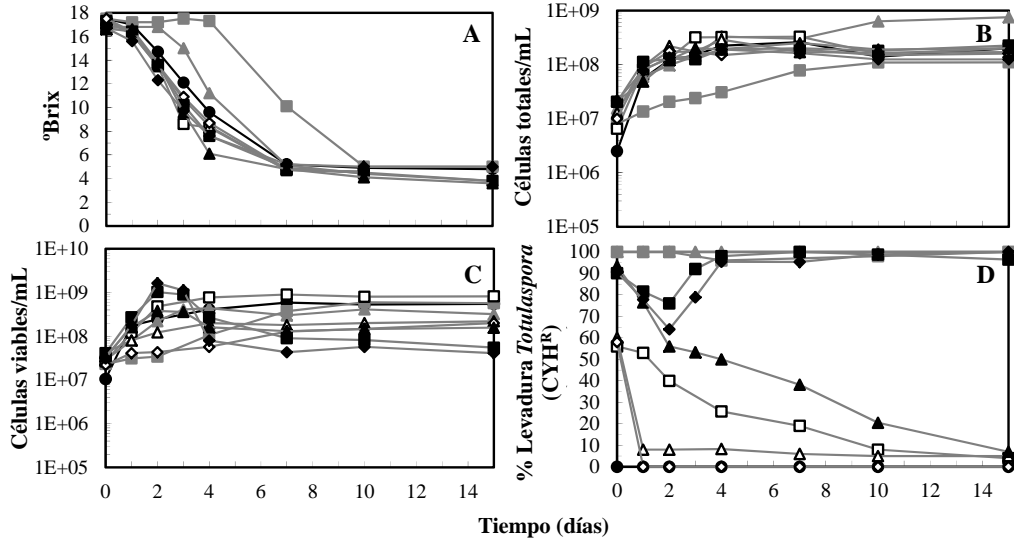 A
ºBrix
18
16
14
12
10
8
6
4
2
0
0 2 4 6 8 10 12 14
B
Células totales/mL
1E+09
1E+08
1E+07
1E+06
1E+05
0 2 4 6 8 10 12 14
C
Células viables/mL
1E+10
1E+09
1E+08
1E+07
1E+06
1E+05
0 2 4 6 8 10 12 14
D
% Levadura Totulaspora
(CYHR)
100
90
80
70
60
50
40
30
20
10
0
0 2 4 6 8 10 12 14
Tiempo (días)